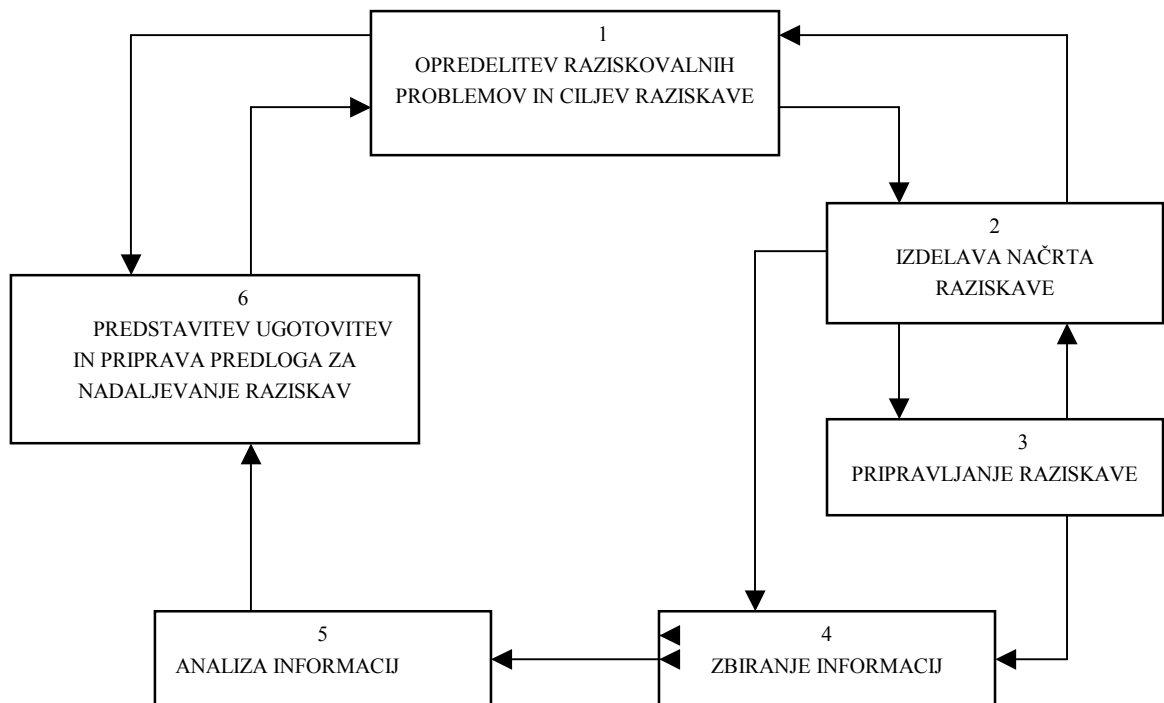 1
OPREDELITEV RAZISKOVALNIH
PROBLEMOV IN CILJEV RAZISKAVE
2
IZDELAVA NAČRTA
RAZISKAVE
3
PRIPRAVLJANJE RAZISKAVE
4
ZBIRANJE INFORMACIJ
5
ANALIZA INFORMACIJ
6
PREDSTAVITEV UGOTOVITEV
IN PRIPRAVA PREDLOGA ZA
NADALJEVANJE RAZISKAV